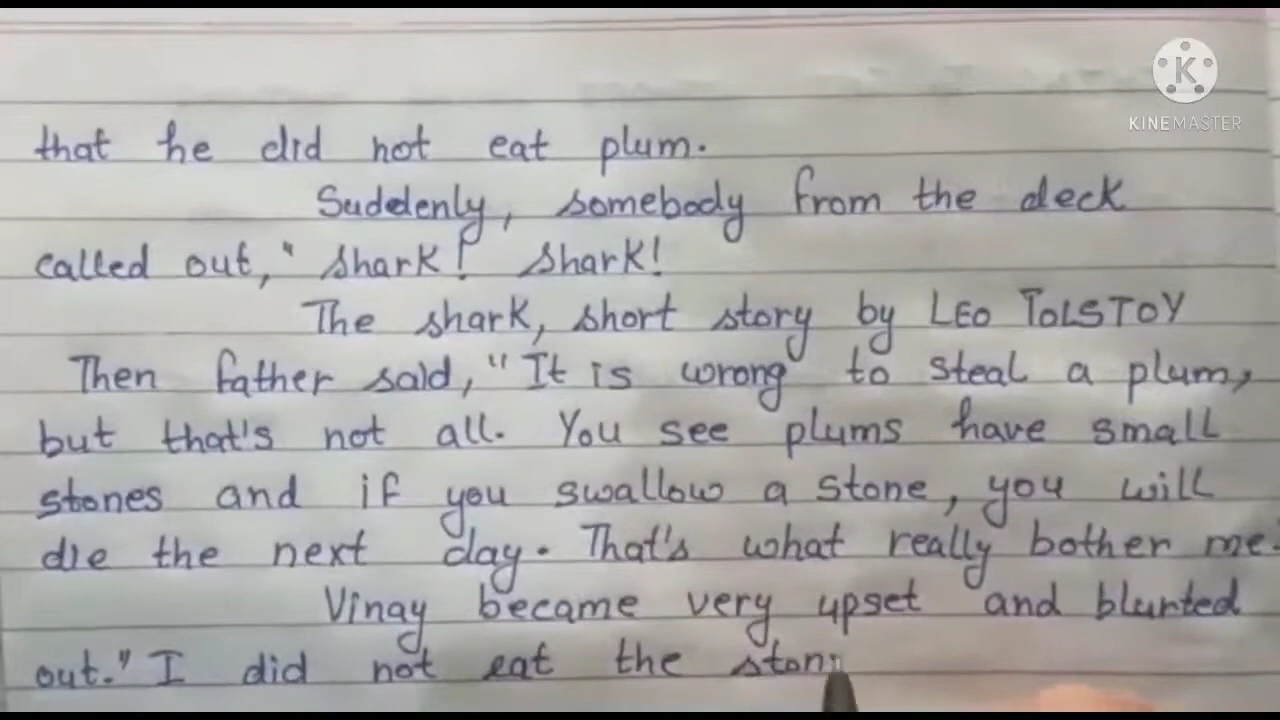 KINEMASTER
that he did not eat plum.
Suddenly, somebody from the deck
called out, " shark! shark!
The shark, short story by LEO TOLSTOY
Then father said, "It is wrong to steal a plum,
but that's not all. You see plums have small
stones and if you swallow a stone, you will
die the next day. That's what really bother me.
Vinay became very upset and blurted
out." I did not eat the ston